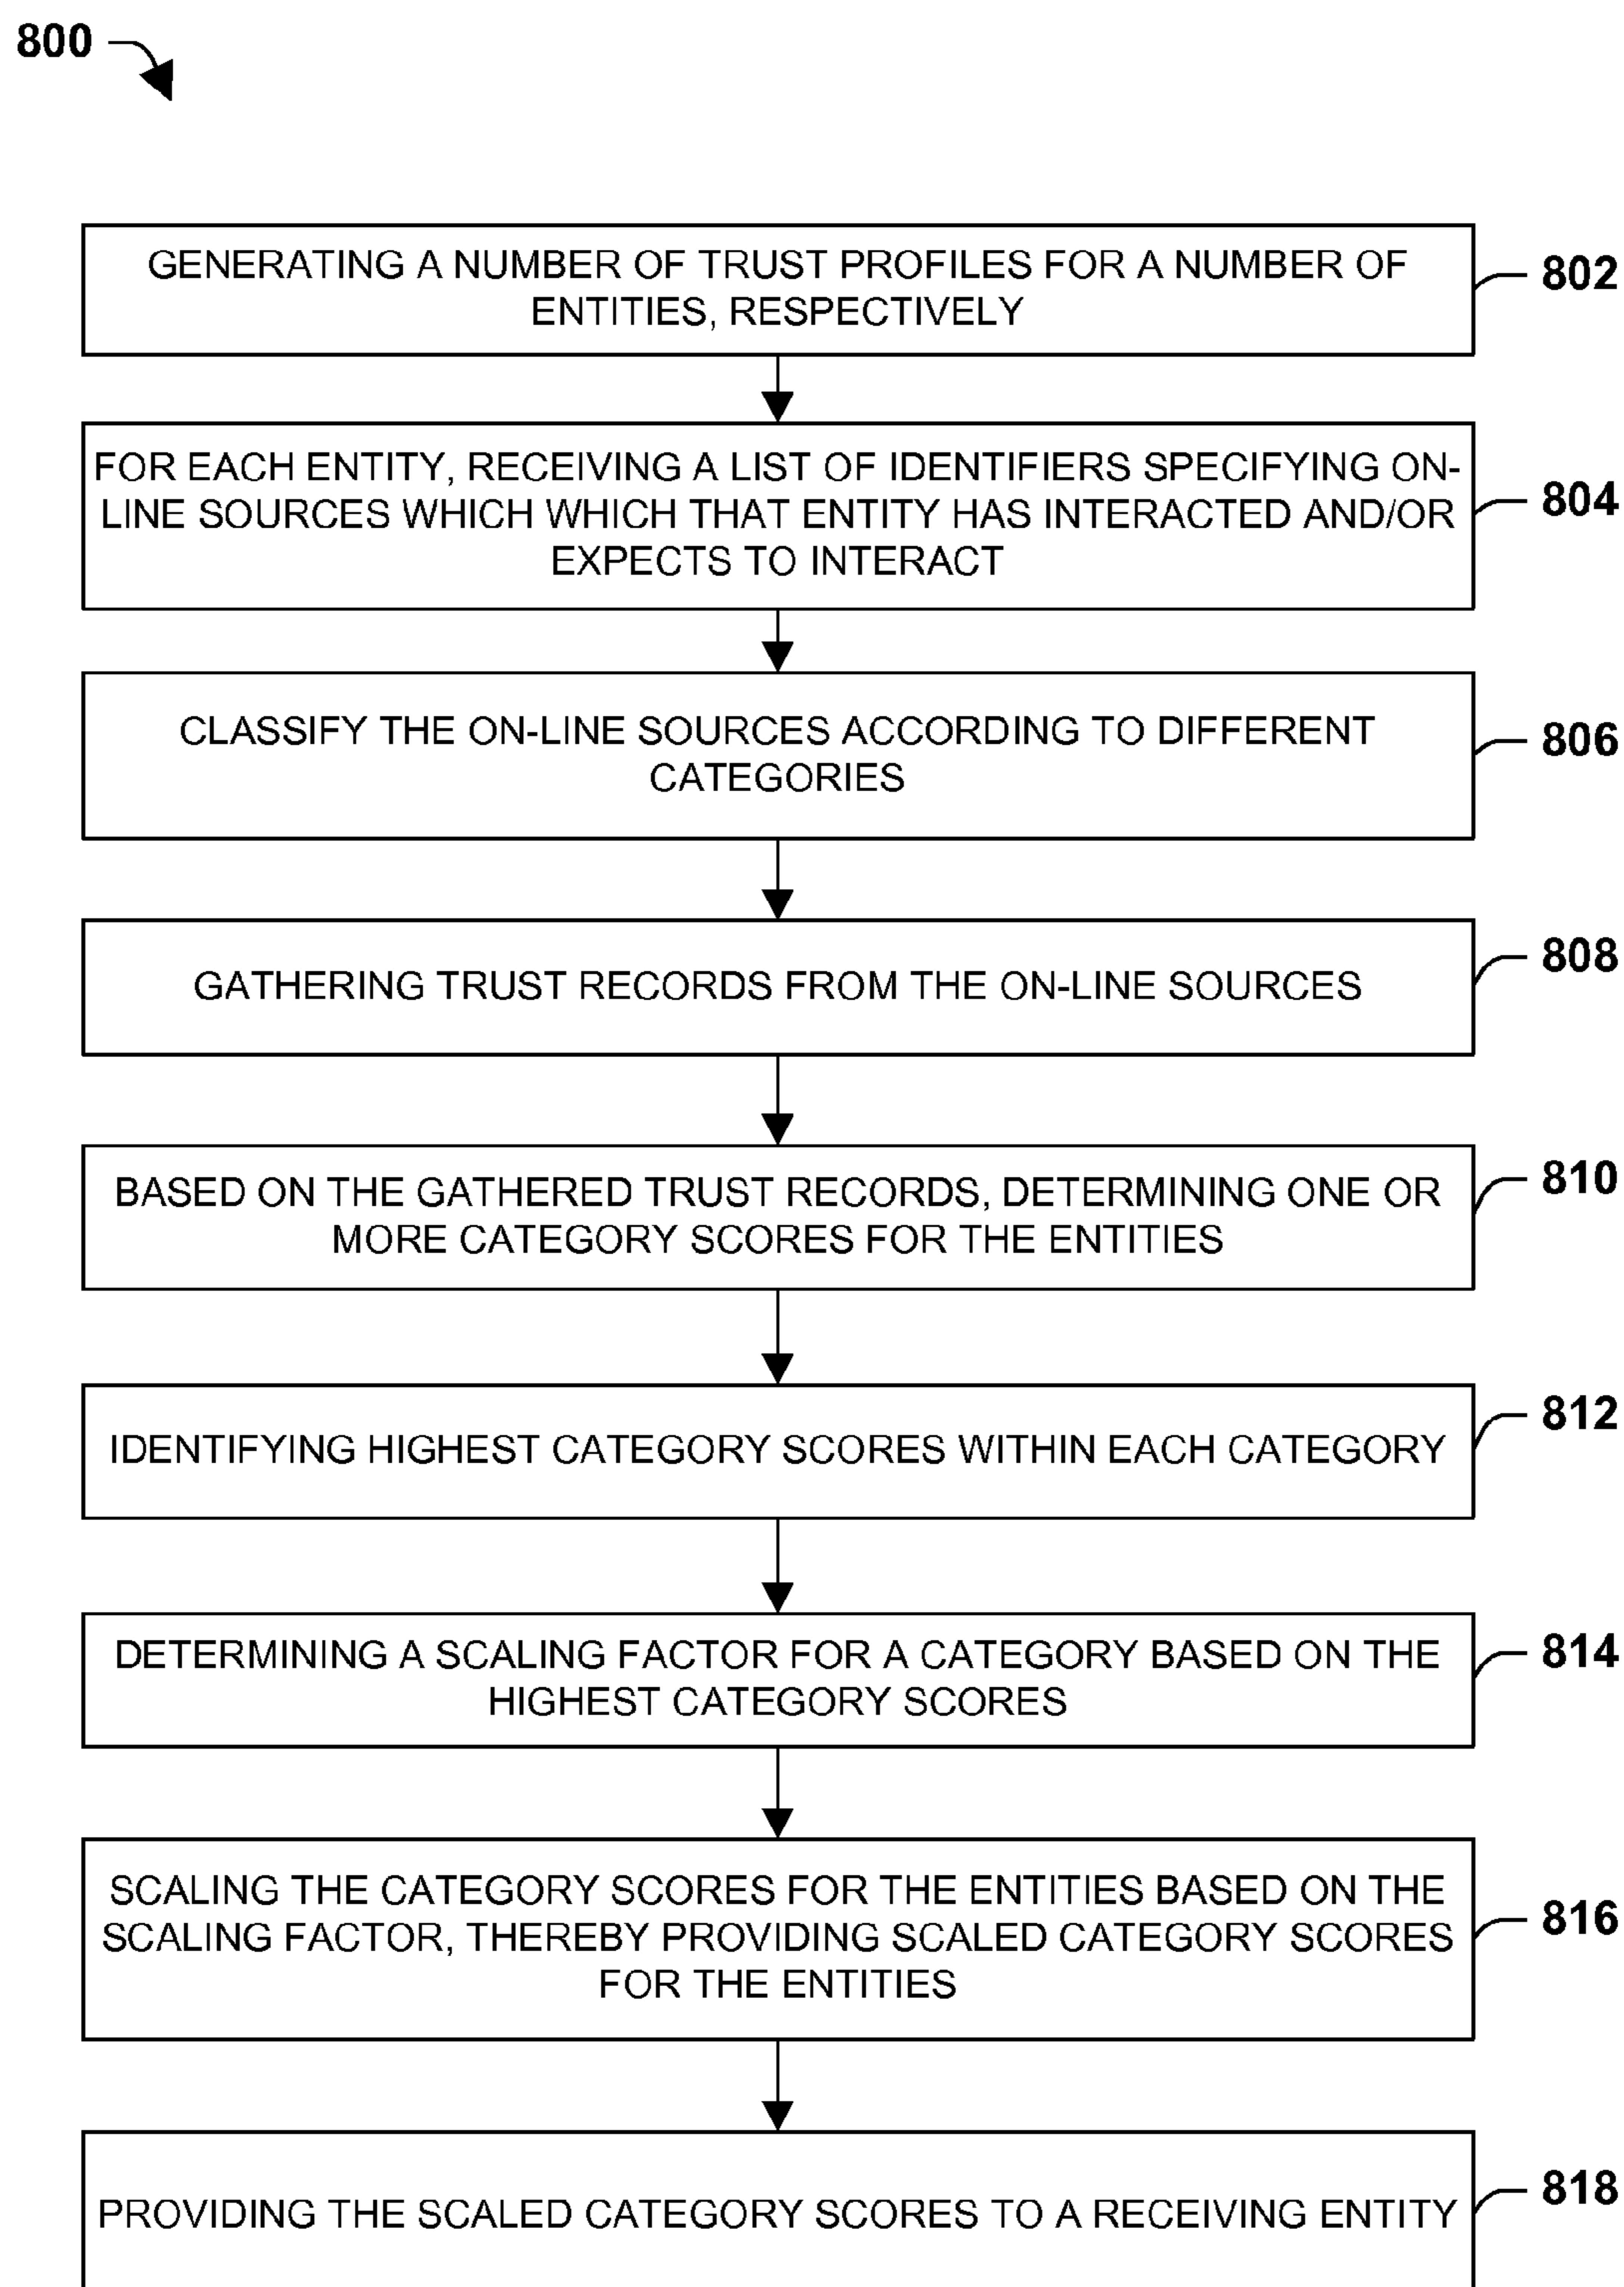 800
GENERATING A NUMBER OF TRUST PROFILES FOR A NUMBER OF
ENTITIES, RESPECTIVELY
802
FOR EACH ENTITY, RECEIVING A LIST OF IDENTIFIERS SPECIFYING ON-
LINE SOURCES WHICH WHICH THAT ENTITY HAS INTERACTED AND/OR
EXPECTS TO INTERACT
804
CLASSIFY THE ON-LINE SOURCES ACCORDING TO DIFFERENT
CATEGORIES
806
GATHERING TRUST RECORDS FROM THE ON-LINE SOURCES
808
BASED ON THE GATHERED TRUST RECORDS, DETERMINING ONE OR
MORE CATEGORY SCORES FOR THE ENTITIES
810
IDENTIFYING HIGHEST CATEGORY SCORES WITHIN EACH CATEGORY
812
DETERMINING A SCALING FACTOR FOR A CATEGORY BASED ON THE
HIGHEST CATEGORY SCORES
814
SCALING THE CATEGORY SCORES FOR THE ENTITIES BASED ON THE
SCALING FACTOR, THEREBY PROVIDING SCALED CATEGORY SCORES
FOR THE ENTITIES
816
PROVIDING THE SCALED CATEGORY SCORES TO A RECEIVING ENTITY
818